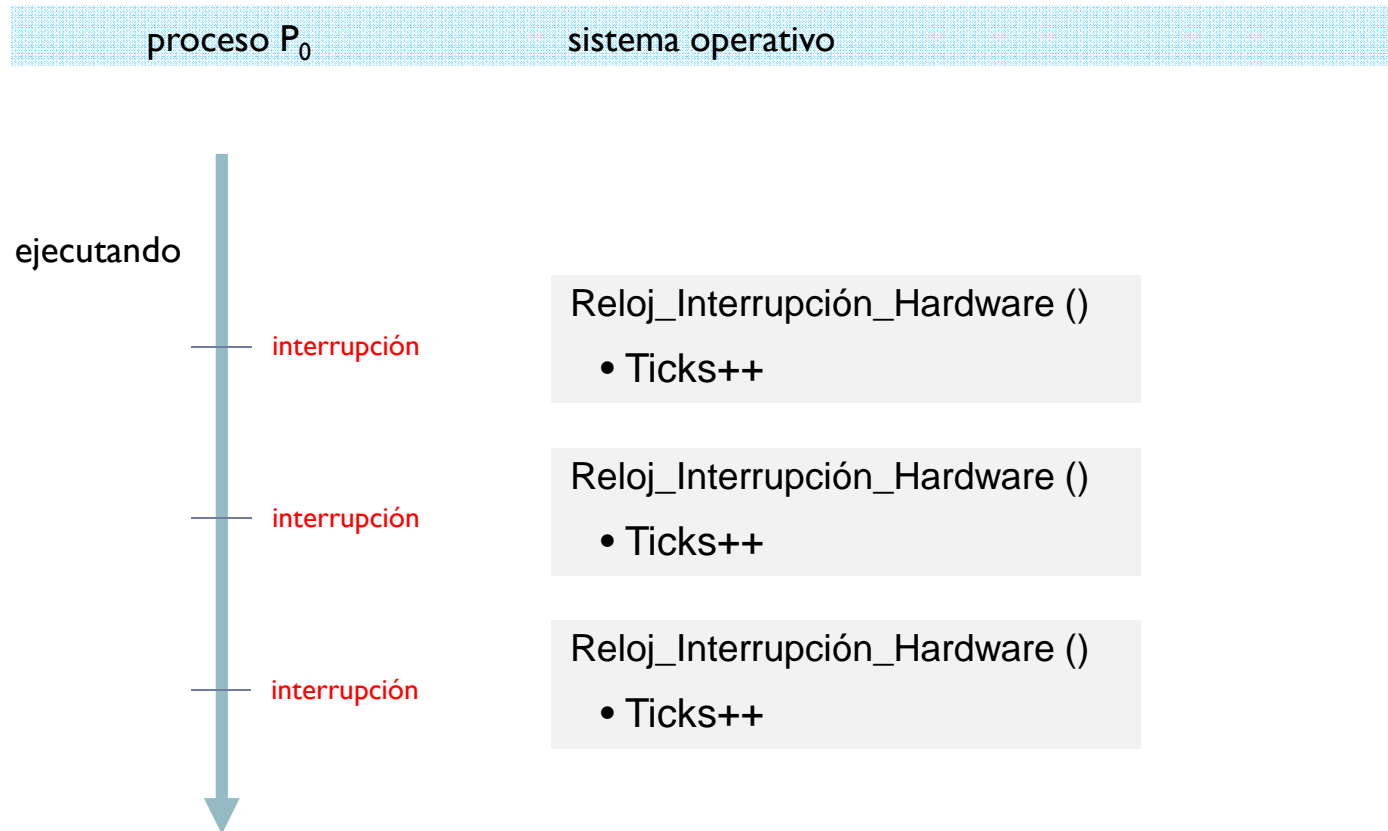 proceso P₀ sistema operativo
ejecutando
Reloj_Interrupción_Hardware ()
interrupción
• Ticks++
Reloj_Interrupción_Hardware ()
interrupción
• Ticks++
Reloj_Interrupción_Hardware ()
interrupción
• Ticks++